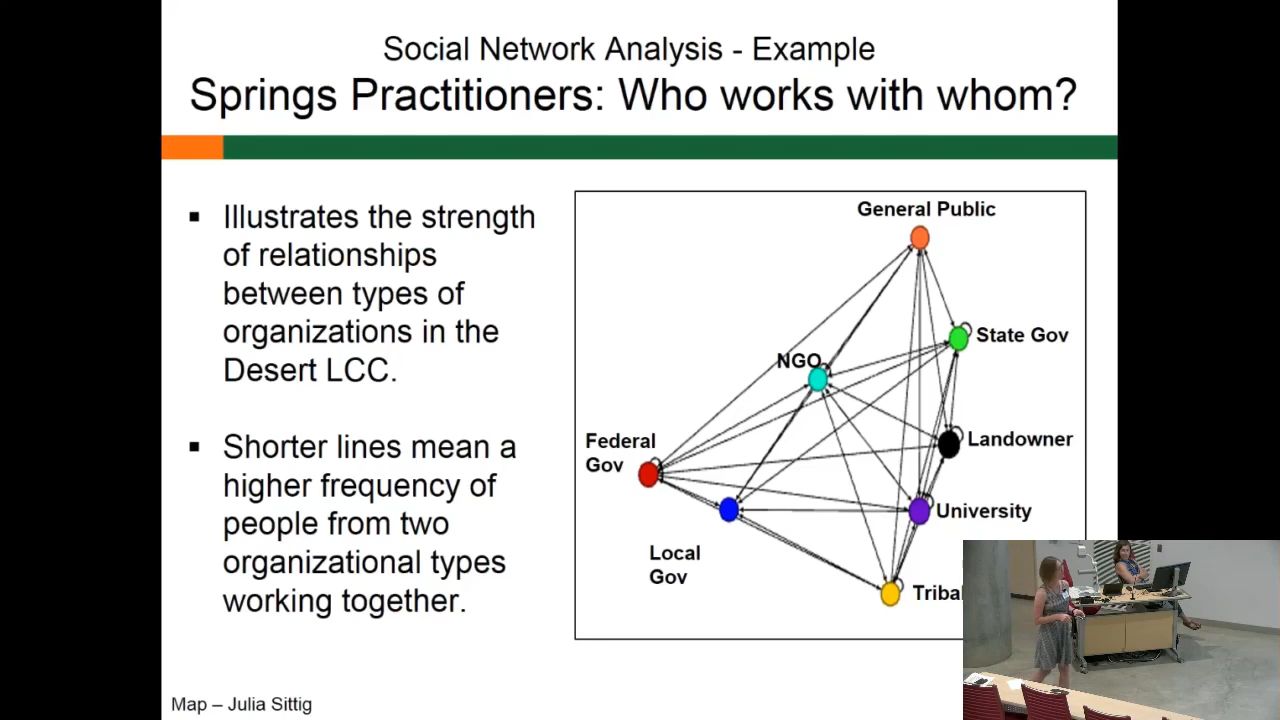 Social Network Analysis - Example
Springs Practitioners: Who works with whom?
▪ Illustrates the strength
of relationships
between types of
organizations in the
Desert LCC.
▪ Shorter lines mean a
higher frequency of
people from two
organizational types
working together.
General Public
State Gov
NGO
Landowner
Federal
Gov
University
Local
Gov
Tribal
Map – Julia Sittig